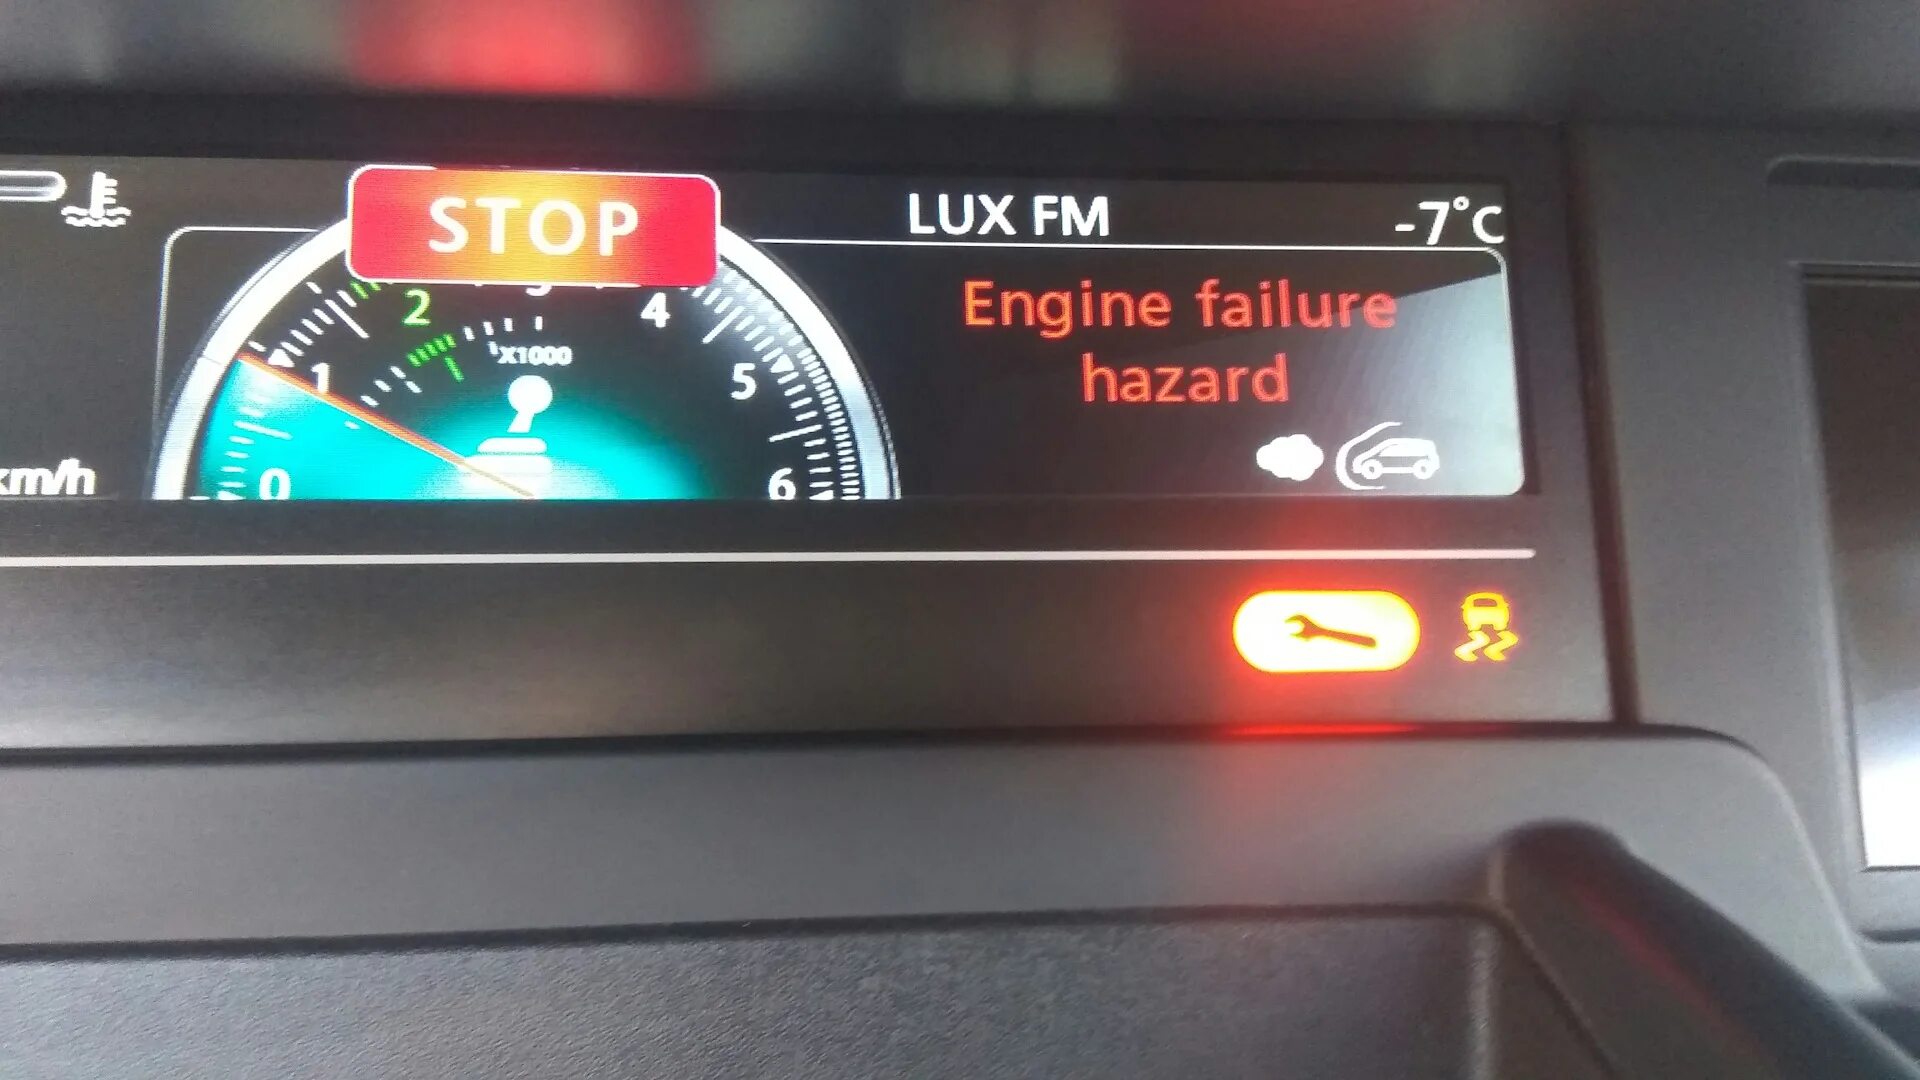 STOP
LUX FM
-7°C
Engine failure
hazard
2
4
X1000
1
5
km/h
0
6